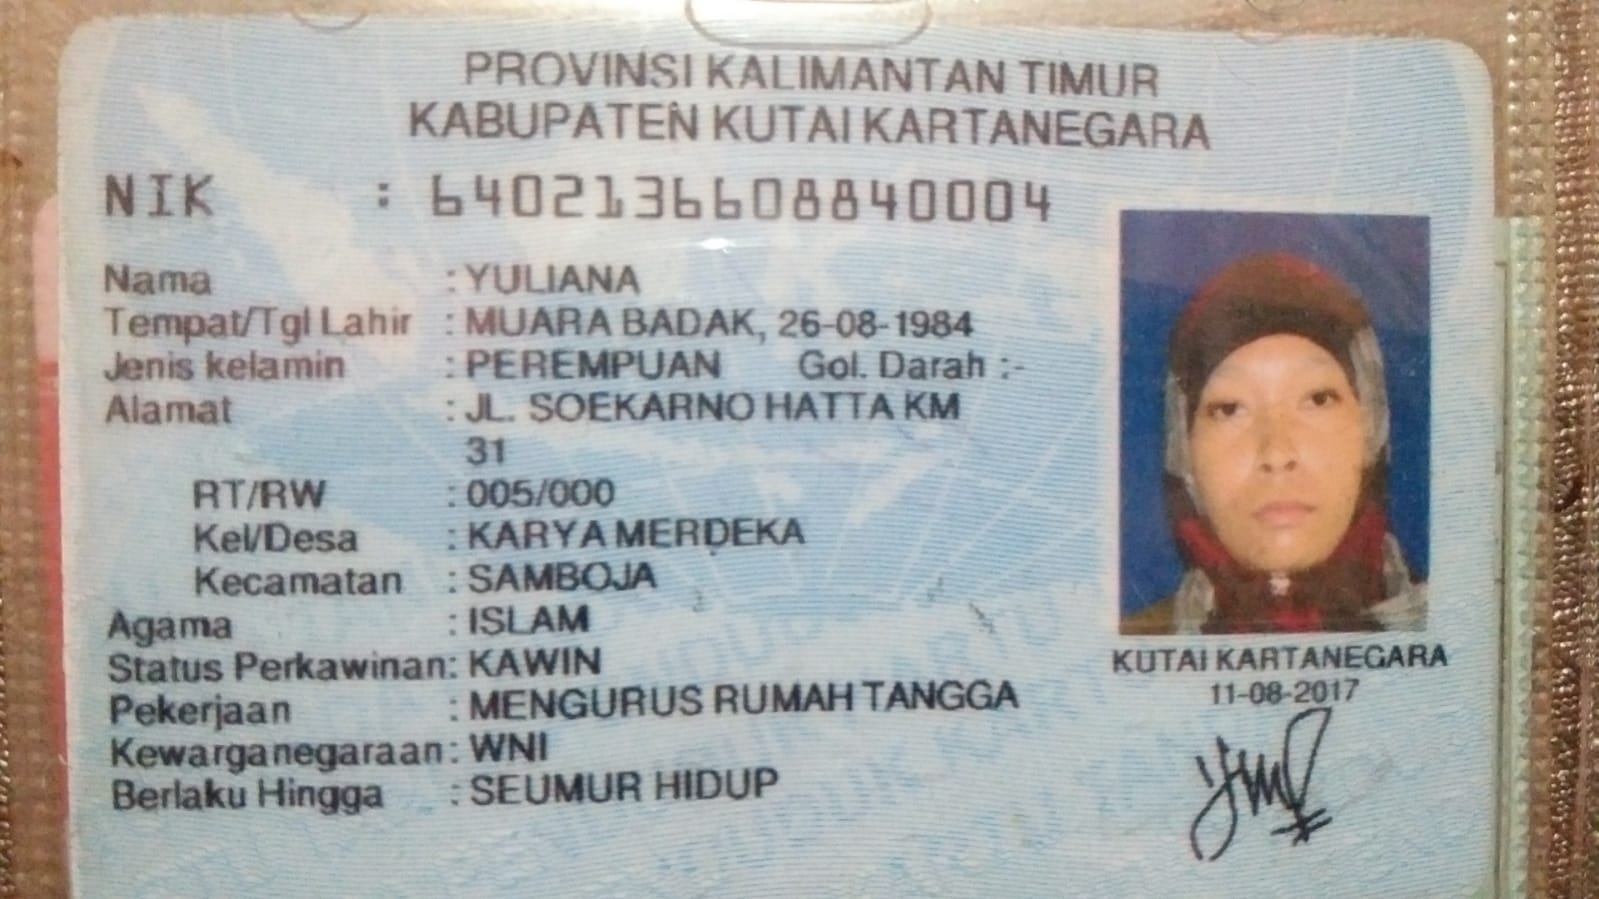 PROVINSI KALIMANTAN TIMUR
KABUPATEN KUTAI KARTANEGARA
NIK : 6402136608840004
Nama : YULIANA
Tempat/Tgl Lahir : MUARA BADAK, 26-08-1984
Jenis kelamin : PEREMPUAN Gol. Darah :-
Alamat : JL. SOEKARNO HATTA KM
31
RT/RW : 005/000
Kel/Desa : KARYA MERDEKA
Kecamatan : SAMBOJA
Agama : ISLAM
Status Perkawinan: KAWIN
Pekerjaan : MENGURUS RUMAH TANGGA
Kewarganegaraan: WNI
Berlaku Hingga : SEUMUR HIDUP
KUTAI KARTANEGARA
11-08-2017